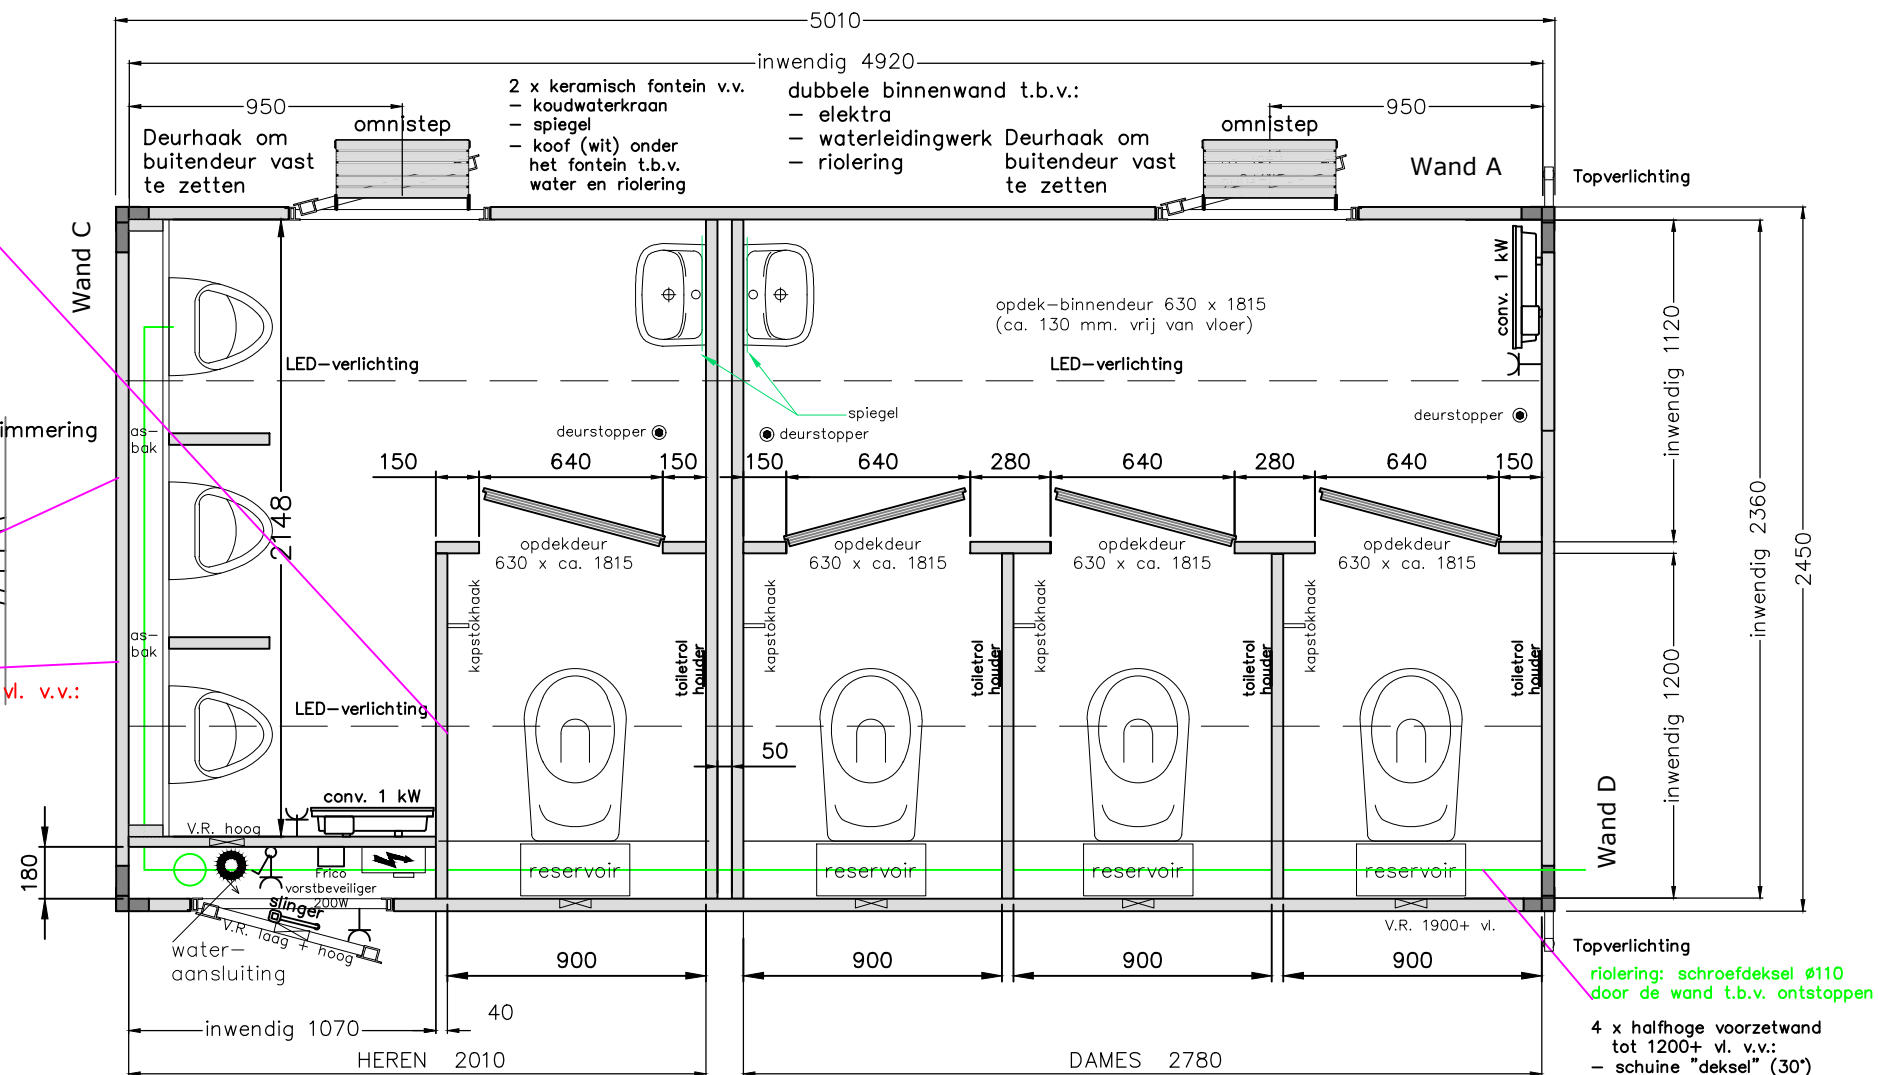 5010
inwendig 4920
950
950
2 x keramisch fontein v.v.
– koudwaterkraan
– spiegel
– koof (wit) onder
het fontein t.b.v.
water en riolering
dubbele binnenwand t.b.v.:
– elektra
– waterleidingwerk
– riolering
omnistep
omnistep
Deurhaak om
buitendeur vast
te zetten
Deurhaak om
buitendeur vast
te zetten
Wand A
Topverlichting
Wand C
conv. 1 kW
opdek-binnendeur 630 x 1815
(ca. 130 mm. vrij van vloer)
LED-verlichting
LED-verlichting
inwendig 1120
spiegel
deurstopper
deurstopper
deurstopper
immering
as-
bak
150
640
150
150
640
280
640
280
640
150
2148
inwendig 2360
2450
opdekdeur
630 x ca. 1815
opdekdeur
630 x ca. 1815
opdekdeur
630 x ca. 1815
opdekdeur
630 x ca. 1815
kapstokhaak
kapstokhaak
kapstokhaak
kapstokhaak
as-
bak
toiletrol
houder
toiletrol
houder
toiletrol
houder
toiletrol
houder
vl. v.v.:
LED-verlichting
inwendig 1200
50
conv. 1 kW
V.R. hoog
180
Frico
vorstbeveiliger
200W
slinger
V.R. laag + hoog
water-
aansluiting
reservoir
reservoir
reservoir
reservoir
Wand D
V.R. 1900+ vl.
Topverlichting
900
900
900
900
riolering: schroefdeksel Ø110
door de wand t.b.v. ontstoppen
40
inwendig 1070
HEREN 2010
DAMES 2780
4 x halfhoge voorzetwand
tot 1200+ vl. v.v.:
– schuine "deksel" (30°)